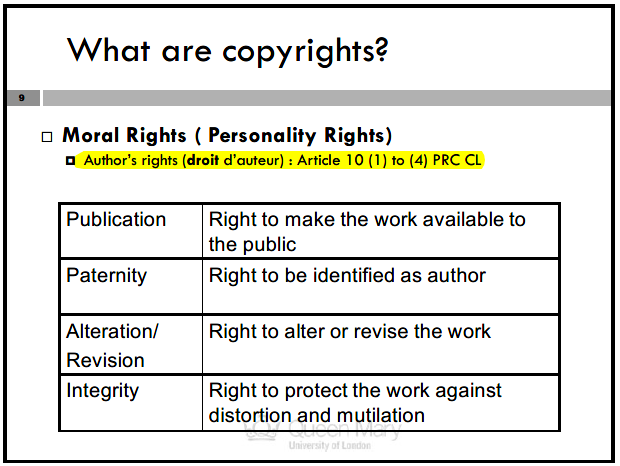 What are copyrights?
9
Moral Rights ( Personality Rights)
Author's rights (droit d'auteur) : Article 10 (1) to (4) PRC CL
Publication Right to make the work available to
the public
Paternity Right to be identified as author
Alteration/ Right to alter or revise the work
Revision
Integrity Right to protect the work against
distortion and mutilation
Queen Mary
University of London